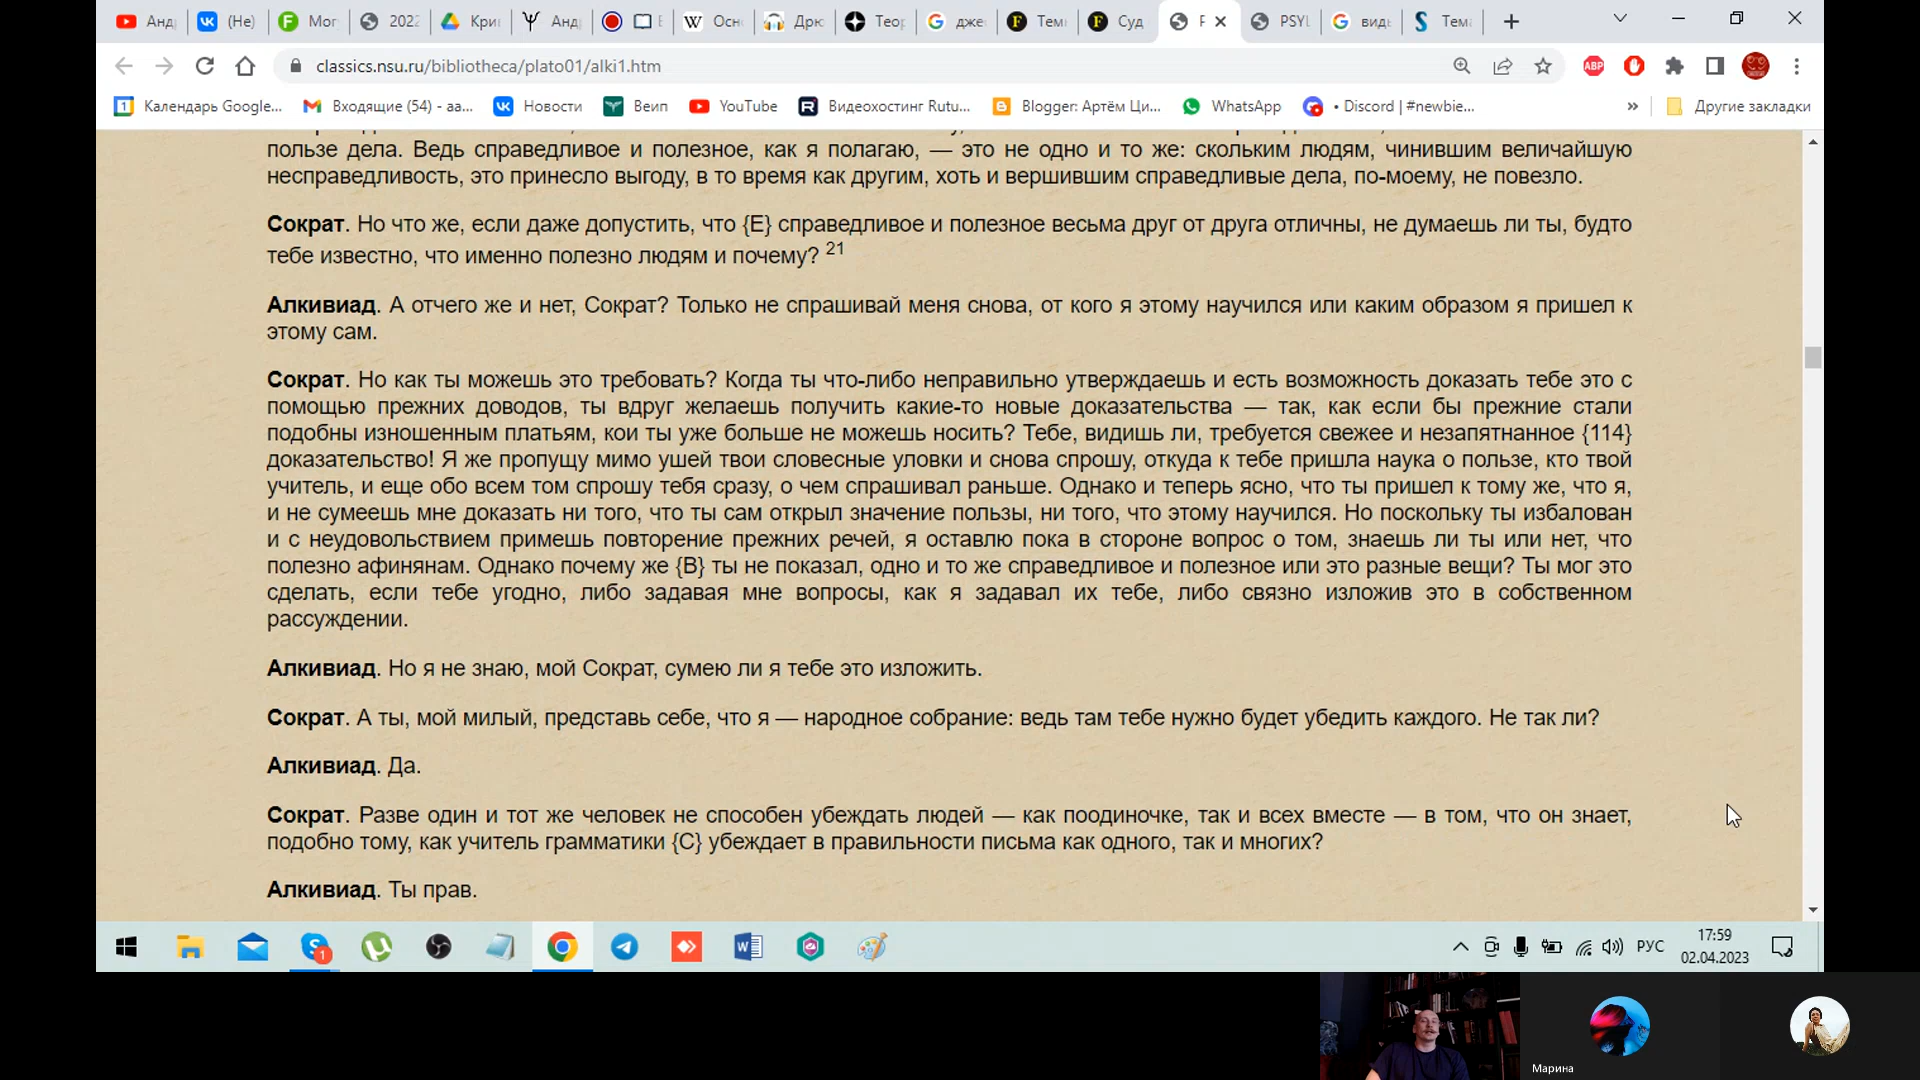 Анд
(Не)
Мог
2022
Кри
Анд
Е
Осн
Дрю
Теор
дже
Тем
Суд
F
PSYL
видь
Тема
classics.nsu.ru/bibliotheca/plato01/alki1.htm
Календарь Google...
Входящие (54) - aa...
Новости
Веип
YouTube
Видеохостинг Rutu...
Blogger: Артём Ци...
WhatsApp
• Discord | #newbie...
»
Другие закладки
пользе дела. Ведь справедливое и полезное, как я полагаю, — это не одно и то же: скольким людям, чинившим величайшую
несправедливость, это принесло выгоду, в то время как другим, хоть и вершившим справедливые дела, по-моему, не повезло.
Сократ. Но что же, если даже допустить, что {E} справедливое и полезное весьма друг от друга отличны, не думаешь ли ты, будто
тебе известно, что именно полезно людям и почему? 21
Алкивиад. А отчего же и нет, Сократ? Только не спрашивай меня снова, от кого я этому научился или каким образом я пришел к
этому сам.
Сократ. Но как ты можешь это требовать? Когда ты что-либо неправильно утверждаешь и есть возможность доказать тебе это с
помощью прежних доводов, ты вдруг желаешь получить какие-то новые доказательства — так, как если бы прежние стали
подобны изношенным платьям, кои ты уже больше не можешь носить? Тебе, видишь ли, требуется свежее и незапятнанное {114}
доказательство! Я же пропущу мимо ушей твои словесные уловки и снова спрошу, откуда к тебе пришла наука о пользе, кто твой
учитель, и еще обо всем том спрошу тебя сразу, о чем спрашивал раньше. Однако и теперь ясно, что ты пришел к тому же, что я,
и не сумеешь мне доказать ни того, что ты сам открыл значение пользы, ни того, что этому научился. Но поскольку ты избалован
и с неудовольствием примешь повторение прежних речей, я оставлю пока в стороне вопрос о том, знаешь ли ты или нет, что
полезно афинянам. Однако почему же {B} ты не показал, одно и то же справедливое и полезное или это разные вещи? Ты мог это
сделать, если тебе угодно, либо задавая мне вопросы, как я задавал их тебе, либо связно изложив это в собственном
рассуждении.
Алкивиад. Но я не знаю, мой Сократ, сумею ли я тебе это изложить.
Сократ. А ты, мой милый, представь себе, что я — народное собрание: ведь там тебе нужно будет убедить каждого. Не так ли?
Алкивиад. Да.
Сократ. Разве один и тот же человек не способен убеждать людей — как поодиночке, так и всех вместе — в том, что он знает,
подобно тому, как учитель грамматики {C} убеждает в правильности письма как одного, так и многих?
Алкивиад. Ты прав.
РУС
17:59
02.04.2023
Марина